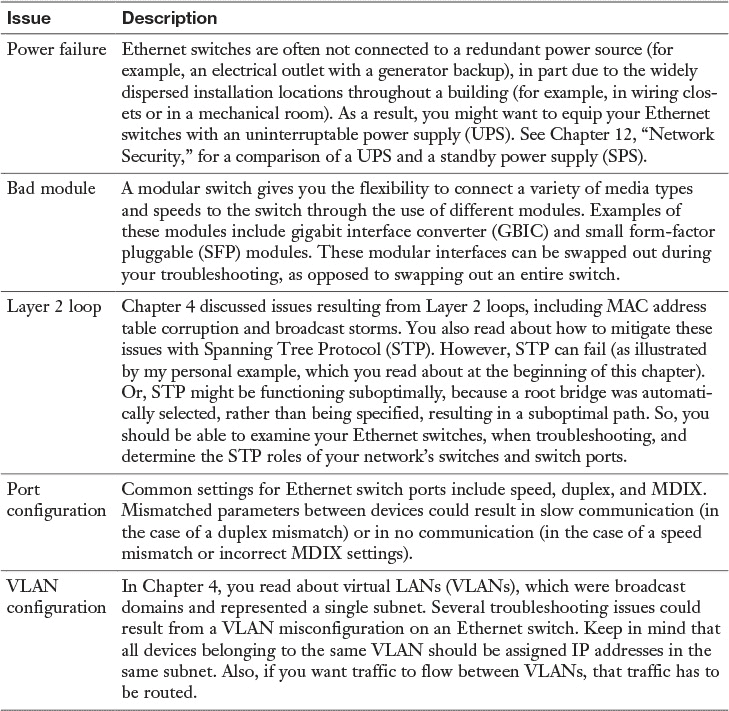 Issue Description
Power failure Ethernet switches are often not connected to a redundant power source (for
example, an electrical outlet with a generator backup), in part due to the widely
dispersed installation locations throughout a building (for example, in wiring clos-
ets or in a mechanical room). As a result, you might want to equip your Ethernet
switches with an uninterruptable power supply (UPS). See Chapter 12, “Network
Security,” for a comparison of a UPS and a standby power supply (SPS).
Bad module A modular switch gives you the flexibility to connect a variety of media types
and speeds to the switch through the use of different modules. Examples of
these modules include gigabit interface converter (GBIC) and small form-factor
pluggable (SFP) modules. These modular interfaces can be swapped out during
your troubleshooting, as opposed to swapping out an entire switch.
Layer 2 loop Chapter 4 discussed issues resulting from Layer 2 loops, including MAC address
table corruption and broadcast storms. You also read about how to mitigate these
issues with Spanning Tree Protocol (STP). However, STP can fail (as illustrated
by my personal example, which you read about at the beginning of this chapter).
Or, STP might be functioning suboptimally, because a root bridge was automati-
cally selected, rather than being specified, resulting in a suboptimal path. So, you
should be able to examine your Ethernet switches, when troubleshooting, and
determine the STP roles of your network’s switches and switch ports.
Port Common settings for Ethernet switch ports include speed, duplex, and MDIX.
configuration Mismatched parameters between devices could result in slow communication (in
the case of a duplex mismatch) or in no communication (in the case of a speed
mismatch or incorrect MDIX settings).
VLAN In Chapter 4, you read about virtual LANs (VLANs), which were broadcast
configuration domains and represented a single subnet. Several troubleshooting issues could
result from a VLAN misconfiguration on an Ethernet switch. Keep in mind that
all devices belonging to the same VLAN should be assigned IP addresses in the
same subnet. Also, if you want traffic to flow between VLANs, that traffic has to
be routed.